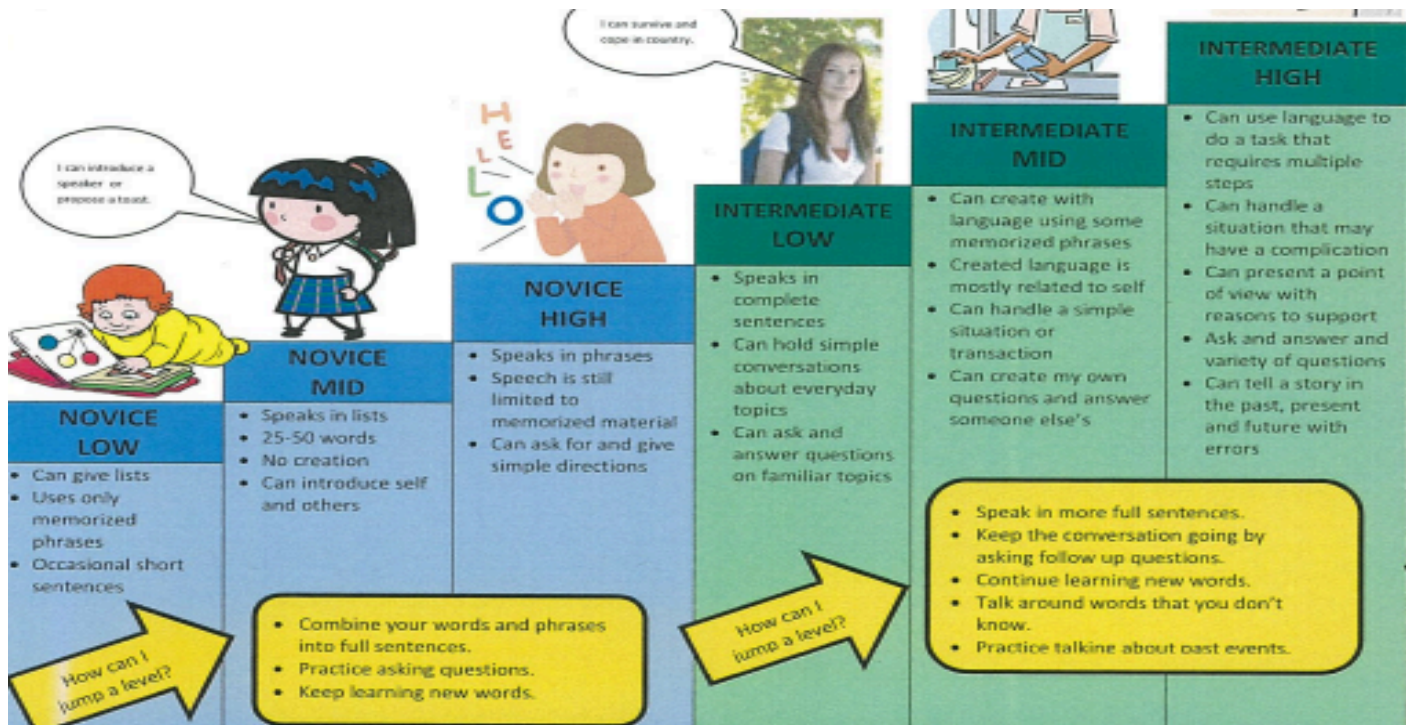 I can survive and
cope in country.
I can introduce a
speaker or
propose a toast.
H
E
L
L
O
NOVICE
LOW
• Can give lists
• Uses only
memorized
phrases
• Occasional short
sentences
NOVICE
MID
• Speaks in lists
• 25-50 words
• No creation
• Can introduce self
and others
NOVICE
HIGH
• Speaks in phrases
• Speech is still
limited to
memorized material
• Can ask for and give
simple directions
INTERMEDIATE
LOW
• Speaks in
complete
sentences
• Can hold simple
conversations
about everyday
topics
• Can ask and
answer questions
on familiar topics
INTERMEDIATE
MID
• Can create with
language using some
memorized phrases
• Created language is
mostly related to self
• Can handle a simple
situation or
transaction
• Can create my own
questions and answer
someone else's
INTERMEDIATE
HIGH
• Can use language to
do a task that
requires multiple
steps
• Can handle a
situation that may
have a complication
• Can present a point
of view with
reasons to support
• Ask and answer and
variety of questions
• Can tell a story in
the past, present
and future with
errors
How can I
jump a level?
• Combine your words and phrases
into full sentences.
• Practice asking questions.
• Keep learning new words.
How can I
jump a level?
• Speak in more full sentences.
• Keep the conversation going by
asking follow up questions.
• Continue learning new words.
• Talk around words that you don't
know.
• Practice talking about past events.